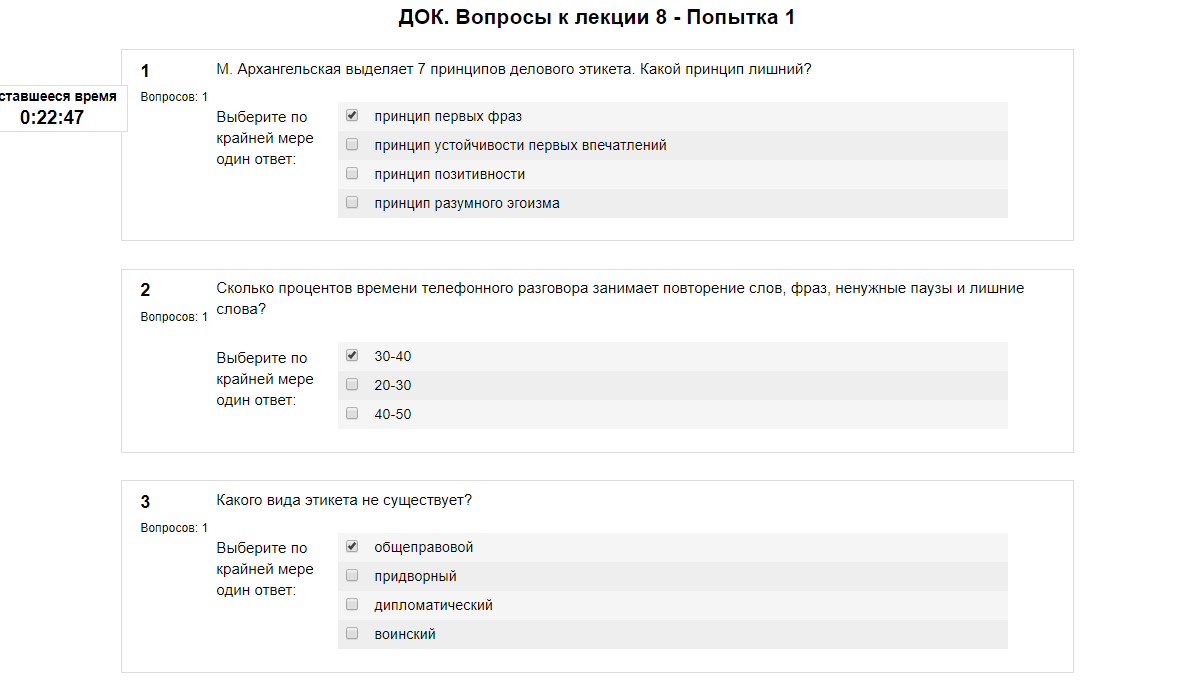 ДОК. Вопросы к лекции 8 - Попытка 1
ставшееся время
0:22:47
1
Вопросов: 1
М. Архангельская выделяет 7 принципов делового этикета. Какой принцип лишний?
Выберите по
крайней мере
один ответ:
принцип первых фраз
принцип устойчивости первых впечатлений
принцип позитивности
принцип разумного эгоизма
2
Вопросов: 1
Сколько процентов времени телефонного разговора занимает повторение слов, фраз, ненужные паузы и лишние
слова?
Выберите по
крайней мере
один ответ:
30-40
20-30
40-50
3
Вопросов: 1
Какого вида этикета не существует?
Выберите по
крайней мере
один ответ:
общеправовой
придворный
дипломатический
воинский